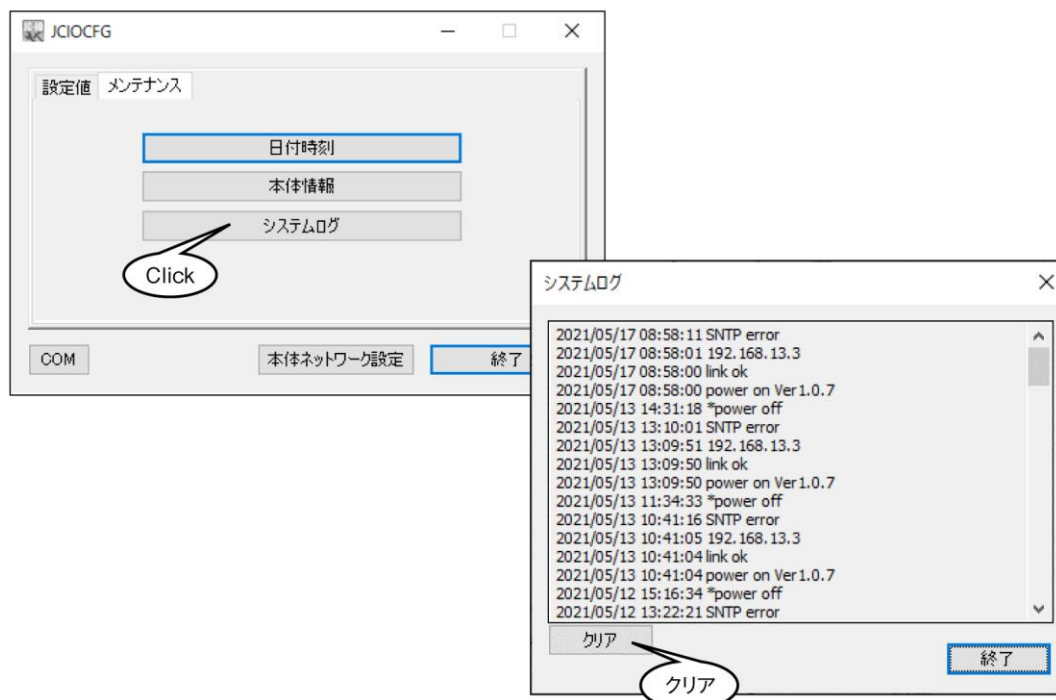 JCIOCFG
設定値 メンテナンス
日付時刻
本体情報
システムログ
Click
COM 本体ネットワーク設定 終了
システムログ
2021/05/17 08:58:11 SNTP error
2021/05/17 08:58:01 192.168.13.3
2021/05/17 08:58:00 link ok
2021/05/17 08:58:00 power on Ver1.0.7
2021/05/13 14:31:18 *power off
2021/05/13 13:10:01 SNTP error
2021/05/13 13:09:51 192.168.13.3
2021/05/13 13:09:50 link ok
2021/05/13 13:09:50 power on Ver1.0.7
2021/05/13 11:34:33 *power off
2021/05/13 10:41:16 SNTP error
2021/05/13 10:41:05 192.168.13.3
2021/05/13 10:41:04 link ok
2021/05/13 10:41:04 power on Ver1.0.7
2021/05/12 15:16:34 *power off
2021/05/12 13:22:21 SNTP error
クリア
終了
クリア